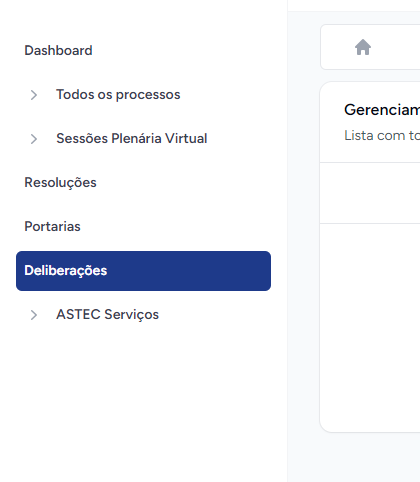 Dashboard
Todos os processos
Sessões Plenária Virtual
Resoluções
Portarias
Deliberações
ASTEC Serviços
Gerenciam
Lista com to